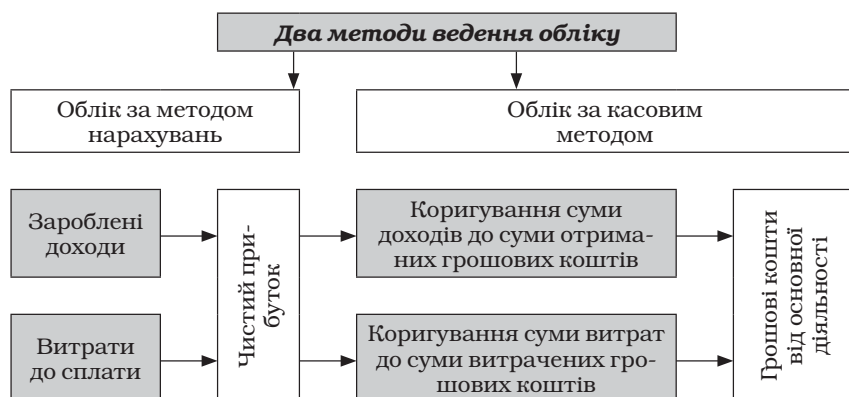 Два методи ведення обліку
Облік за методом
нарахувань
Облік за касовим
методом
Зароблені
доходи
Чистий при-
буток
Коригування суми
доходів до суми отрима-
них грошових коштів
Грошові кошти
від основної
діяльності
Витрати
до сплати
Коригування суми витрат
до суми витрачених гро-
шових коштів